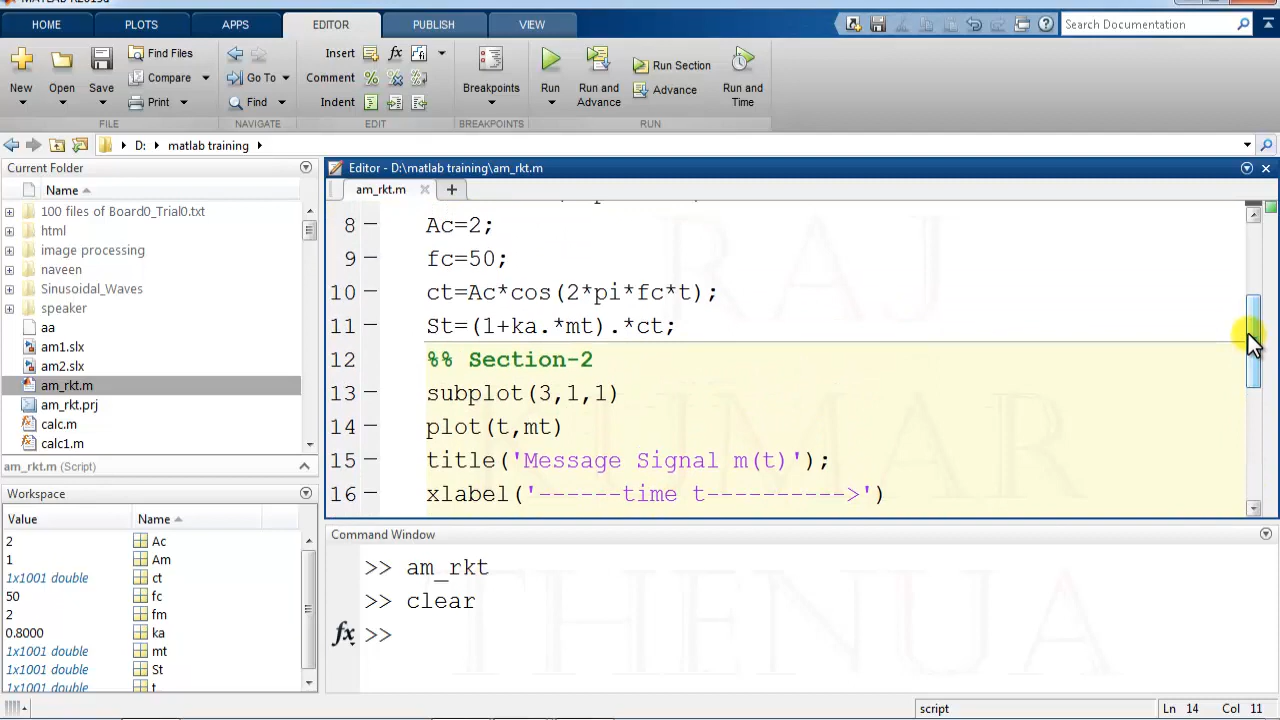 HOME PLOTS APPS EDITOR PUBLISH VIEW Search Documentation
New Open Save Find Files Compare Print
Go To Find
Insert fx
Comment
Indent
Breakpoints Run Run and Advance Run Section Advance Run and Time
FILE NAVIGATE EDIT BREAKPOINTS RUN
D: matlab training
Current Folder
Name
100 files of Board0_Trial0.txt
html
image processing
naveen
Sinusoidal_Waves
speaker
aa
am1.slx
am2.slx
am_rkt.m
am_rkt.prj
calc.m
calc1.m
am_rkt.m (Script)
Workspace
Value Name
2 Ac
1 Am
1x1001 double ct
50 fc
2 fm
0.8000 ka
1x1001 double mt
1x1001 double St
1x1001 double t
Editor - D:\matlab training\am_rkt.m
am_rkt.m
8 Ac=2;
9 fc=50;
10 ct=Ac*cos(2*pi*fc*t);
11 St=(1+ka.*mt).*ct;
12 %% Section-2
13 subplot(3,1,1)
14 plot(t,mt)
15 title('Message Signal m(t)');
16 xlabel('------time t---------->')
Command Window
>> am_rkt
>> clear
fx >>
RAJ
KUMAR
THENUA
script Ln 14 Col 11